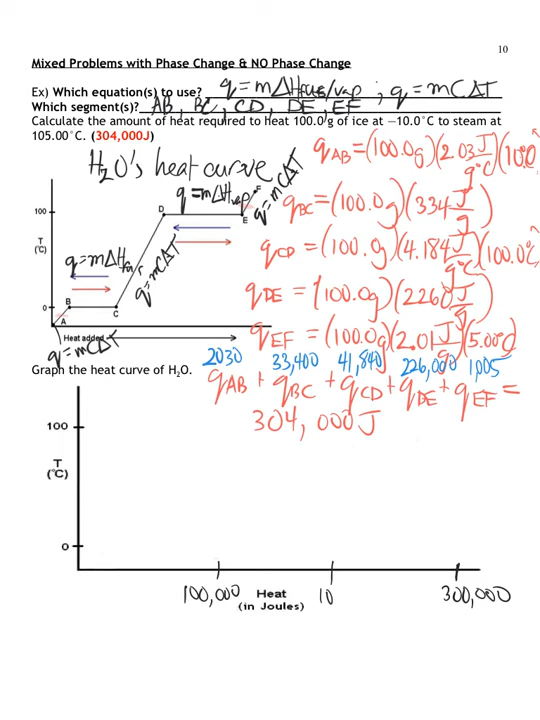 10
Mixed Problems with Phase Change & NO Phase Change
Ex) Which equation(s) to use? q=mΔHfus/vap ; q=mCΔT
Which segment(s)? AB, BC, CD, DE, EF
Calculate the amount of heat required to Heat 100.0 g of ice at −10.0°C to steam at
105.00°C. (304,000J)
H₂O's heat curve
qAB=(100.0g)(2.03 J/g°C)(10.0
qBC=(100.0g)(334 J/g)
qCD=(100.0g)(4.184 J/g°C)(100.0°C
qDE=(100.0g)(2260 J/g)
qEF=(100.0g)(2.01 J/g°C)(5.00°C)
q=mΔHvap
q=mCΔT
D
E
F
100
T
(°C)
q=mΔHfus
q=mCΔT
0
B
C
A
Heat added
q=mCΔT
2030 33,400 41,840 226,000 1,005
qAB + qBC + qCD + qDE + qEF =
304,000J
Graph the heat curve of H₂O.
100
T
(°C)
0
100,000 Heat 10 300,000
(in Joules)